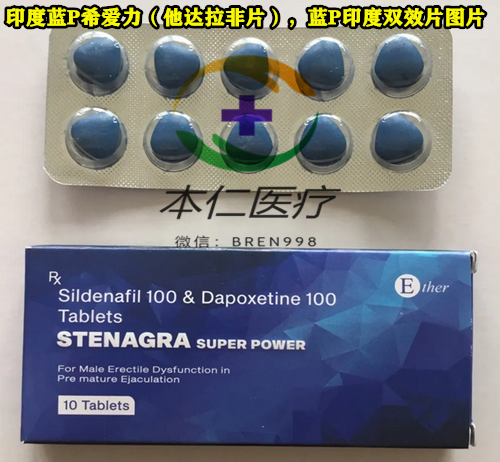 印度蓝P希爱力（他达拉非片），蓝P印度双效片图片
本仁医疗
微信：BREN998
Rx
Sildenafil 100 & Dapoxetine 100
Tablets
STENAGRA SUPER POWER
For Male Erectile Dysfunction in
Pre mature Ejaculation
10 Tablets
Ether